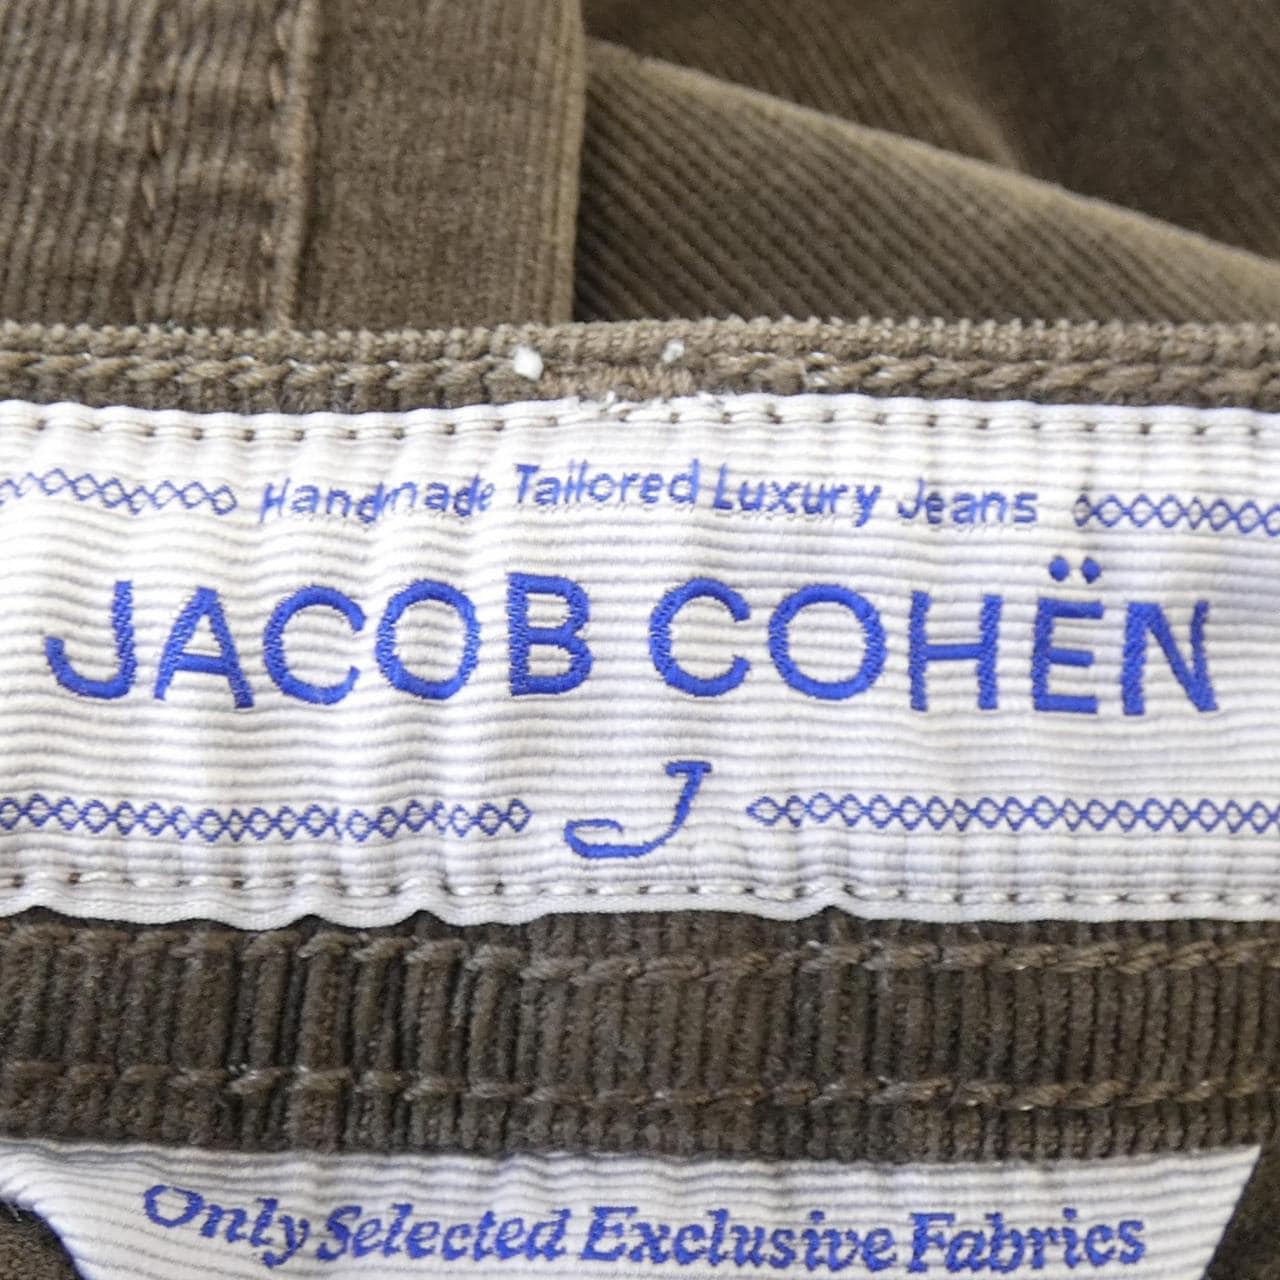 Handmade Tailored Luxury Jeans
JACOB COHËN
J
Only Selected Exclusive Fabrics